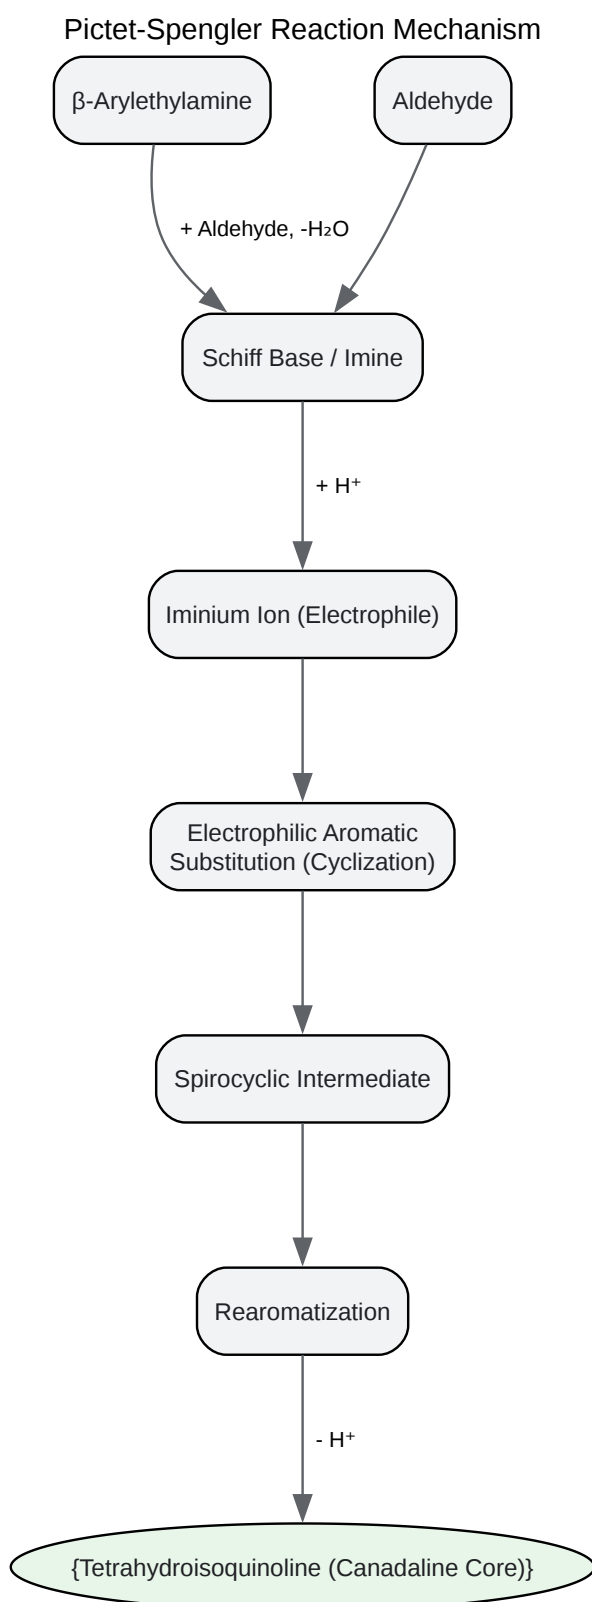 Pictet-Spengler Reaction Mechanism
β-Arylethylamine
Aldehyde
+ Aldehyde, -H₂O
Schiff Base / Imine
+ H⁺
Iminium Ion (Electrophile)
Electrophilic Aromatic
Substitution (Cyclization)
Spirocyclic Intermediate
Rearomatization
- H⁺
{Tetrahydroisoquinoline (Canadaline Core)}